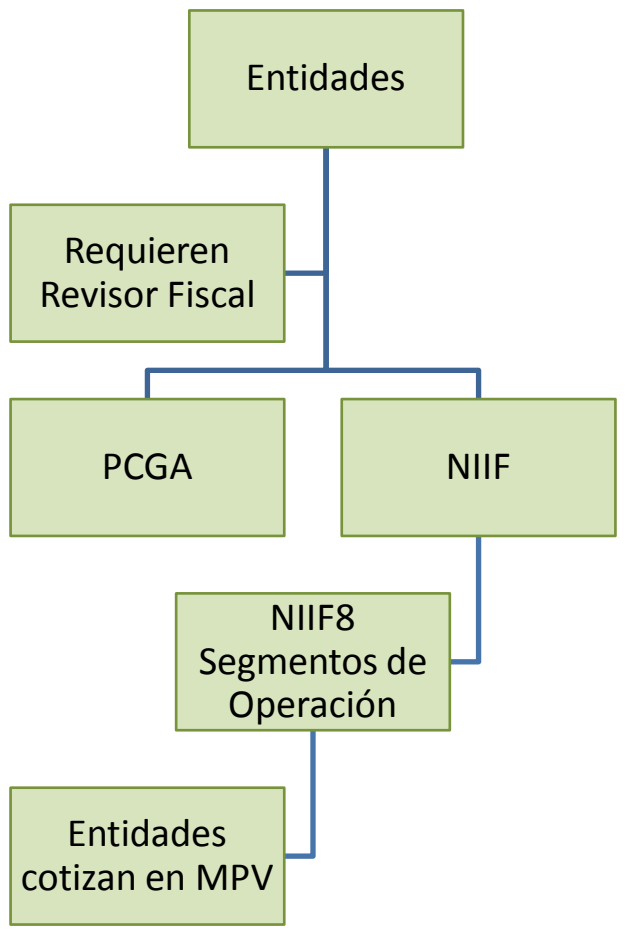 Entidades
Requieren
Revisor Fiscal
PCGA
NIIF
NIIF8
Segmentos de
Operación
Entidades
cotizan en MPV